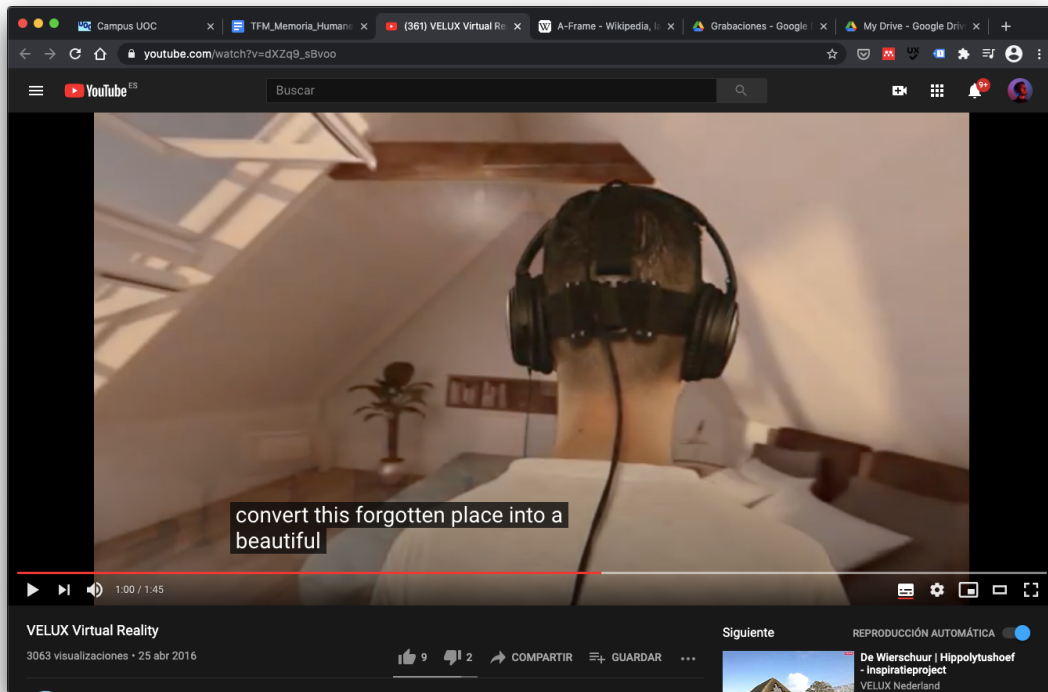 Campus UOC
TFM_Memoria_Humane
(361) VELUX Virtual Re
A-Frame - Wikipedia, la
Grabaciones - Google
My Drive - Google Driv
youtube.com/watch?v=dXZq9_sBvoo
YouTube ES
Buscar
9+
convert this forgotten place into a
beautiful
1:00 / 1:45
VELUX Virtual Reality
3063 visualizaciones • 25 abr 2016
9
2
COMPARTIR
GUARDAR
Siguiente
REPRODUCCIÓN AUTOMÁTICA
De Wierschuur | Hippolytushoef
- inspiratieproject
VELUX Nederland